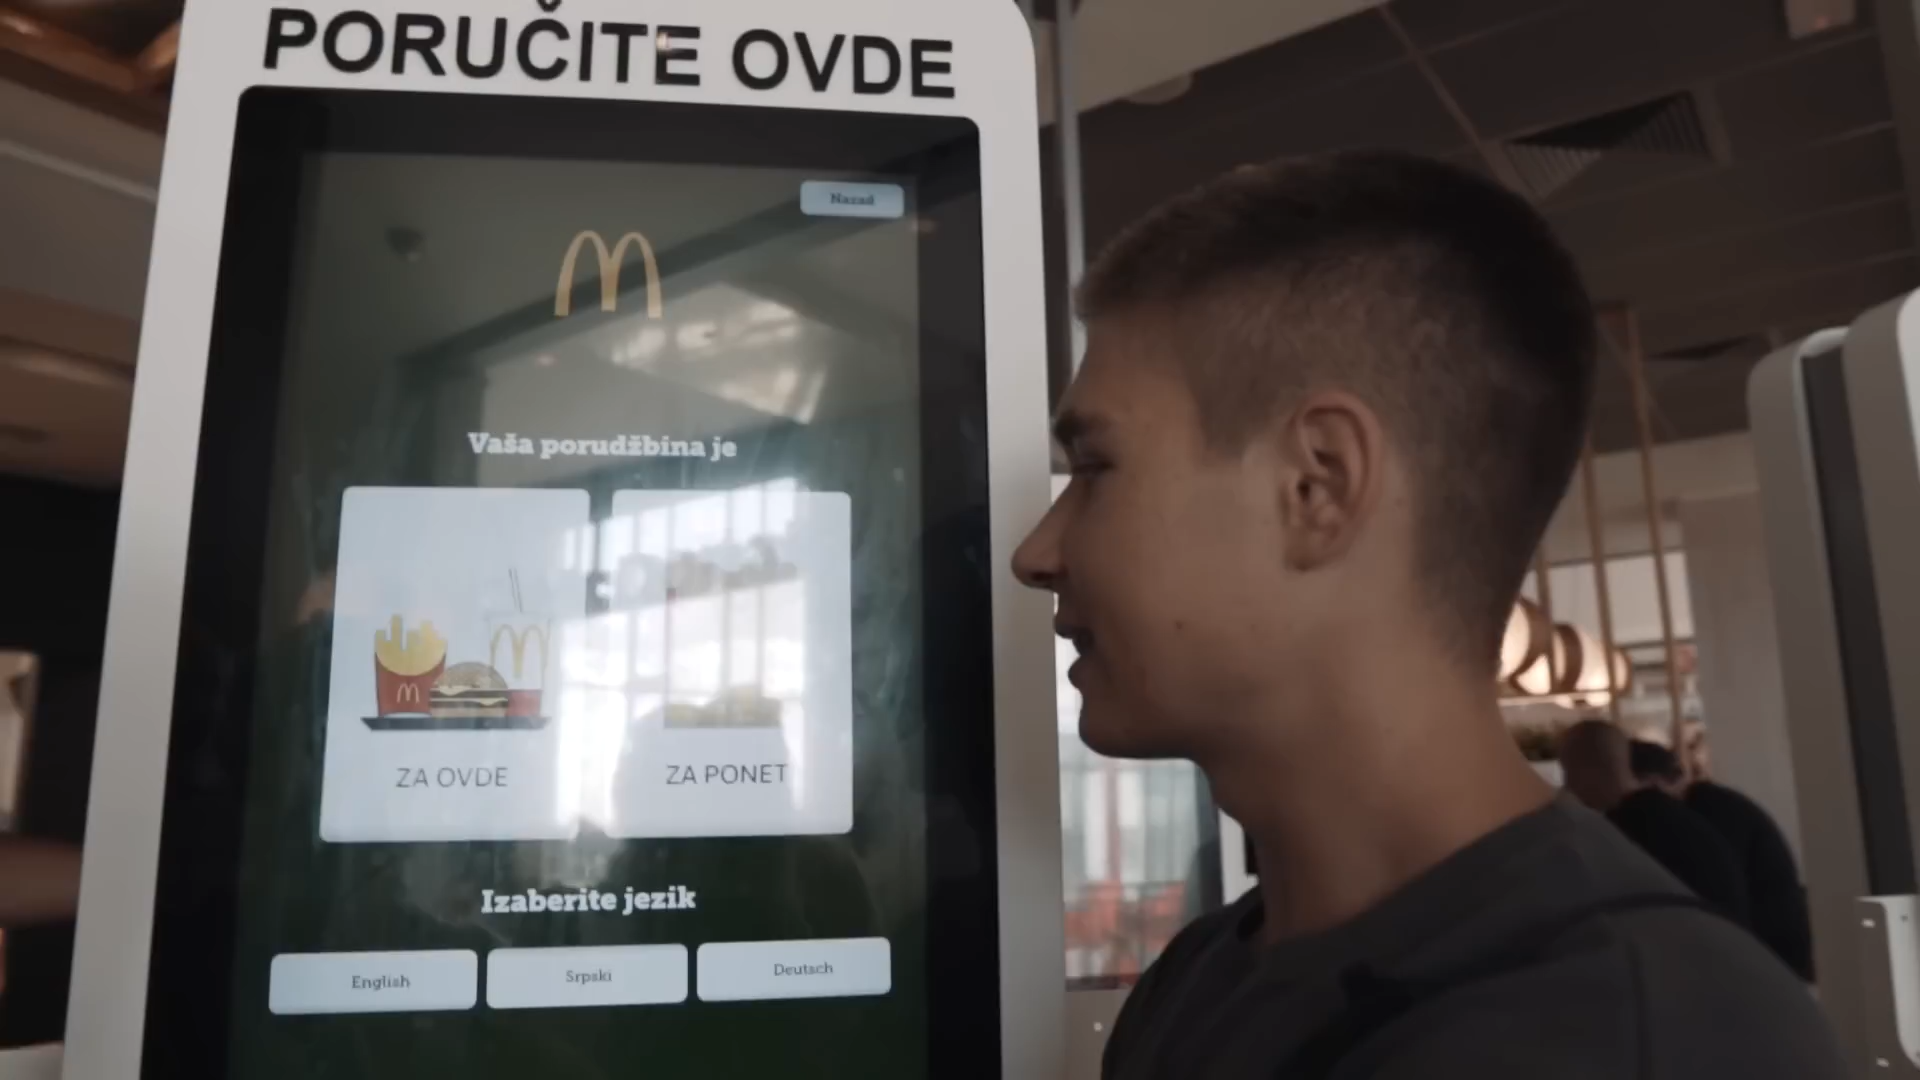 PORUČITE OVDE
Nazad
Vaša porudžbina je
ZA OVDE
ZA PONET
Izaberite jezik
English
Srpski
Deutsch